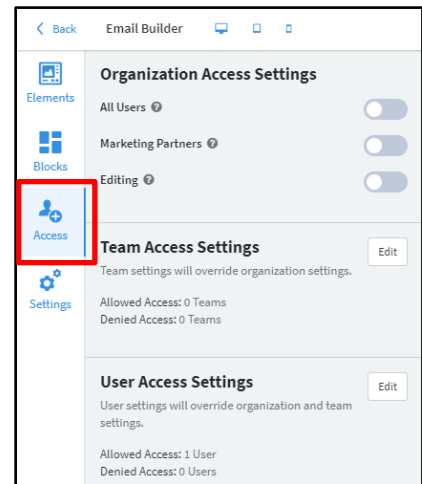 Back Email Builder
Elements
Blocks
Access
Settings
Organization Access Settings
All Users
Marketing Partners
Editing
Team Access Settings
Edit
Team settings will override organization settings.
Allowed Access: 0 Teams
Denied Access: 0 Teams
User Access Settings
Edit
User settings will override organization and team
settings.
Allowed Access: 1 User
Denied Access: 0 Users